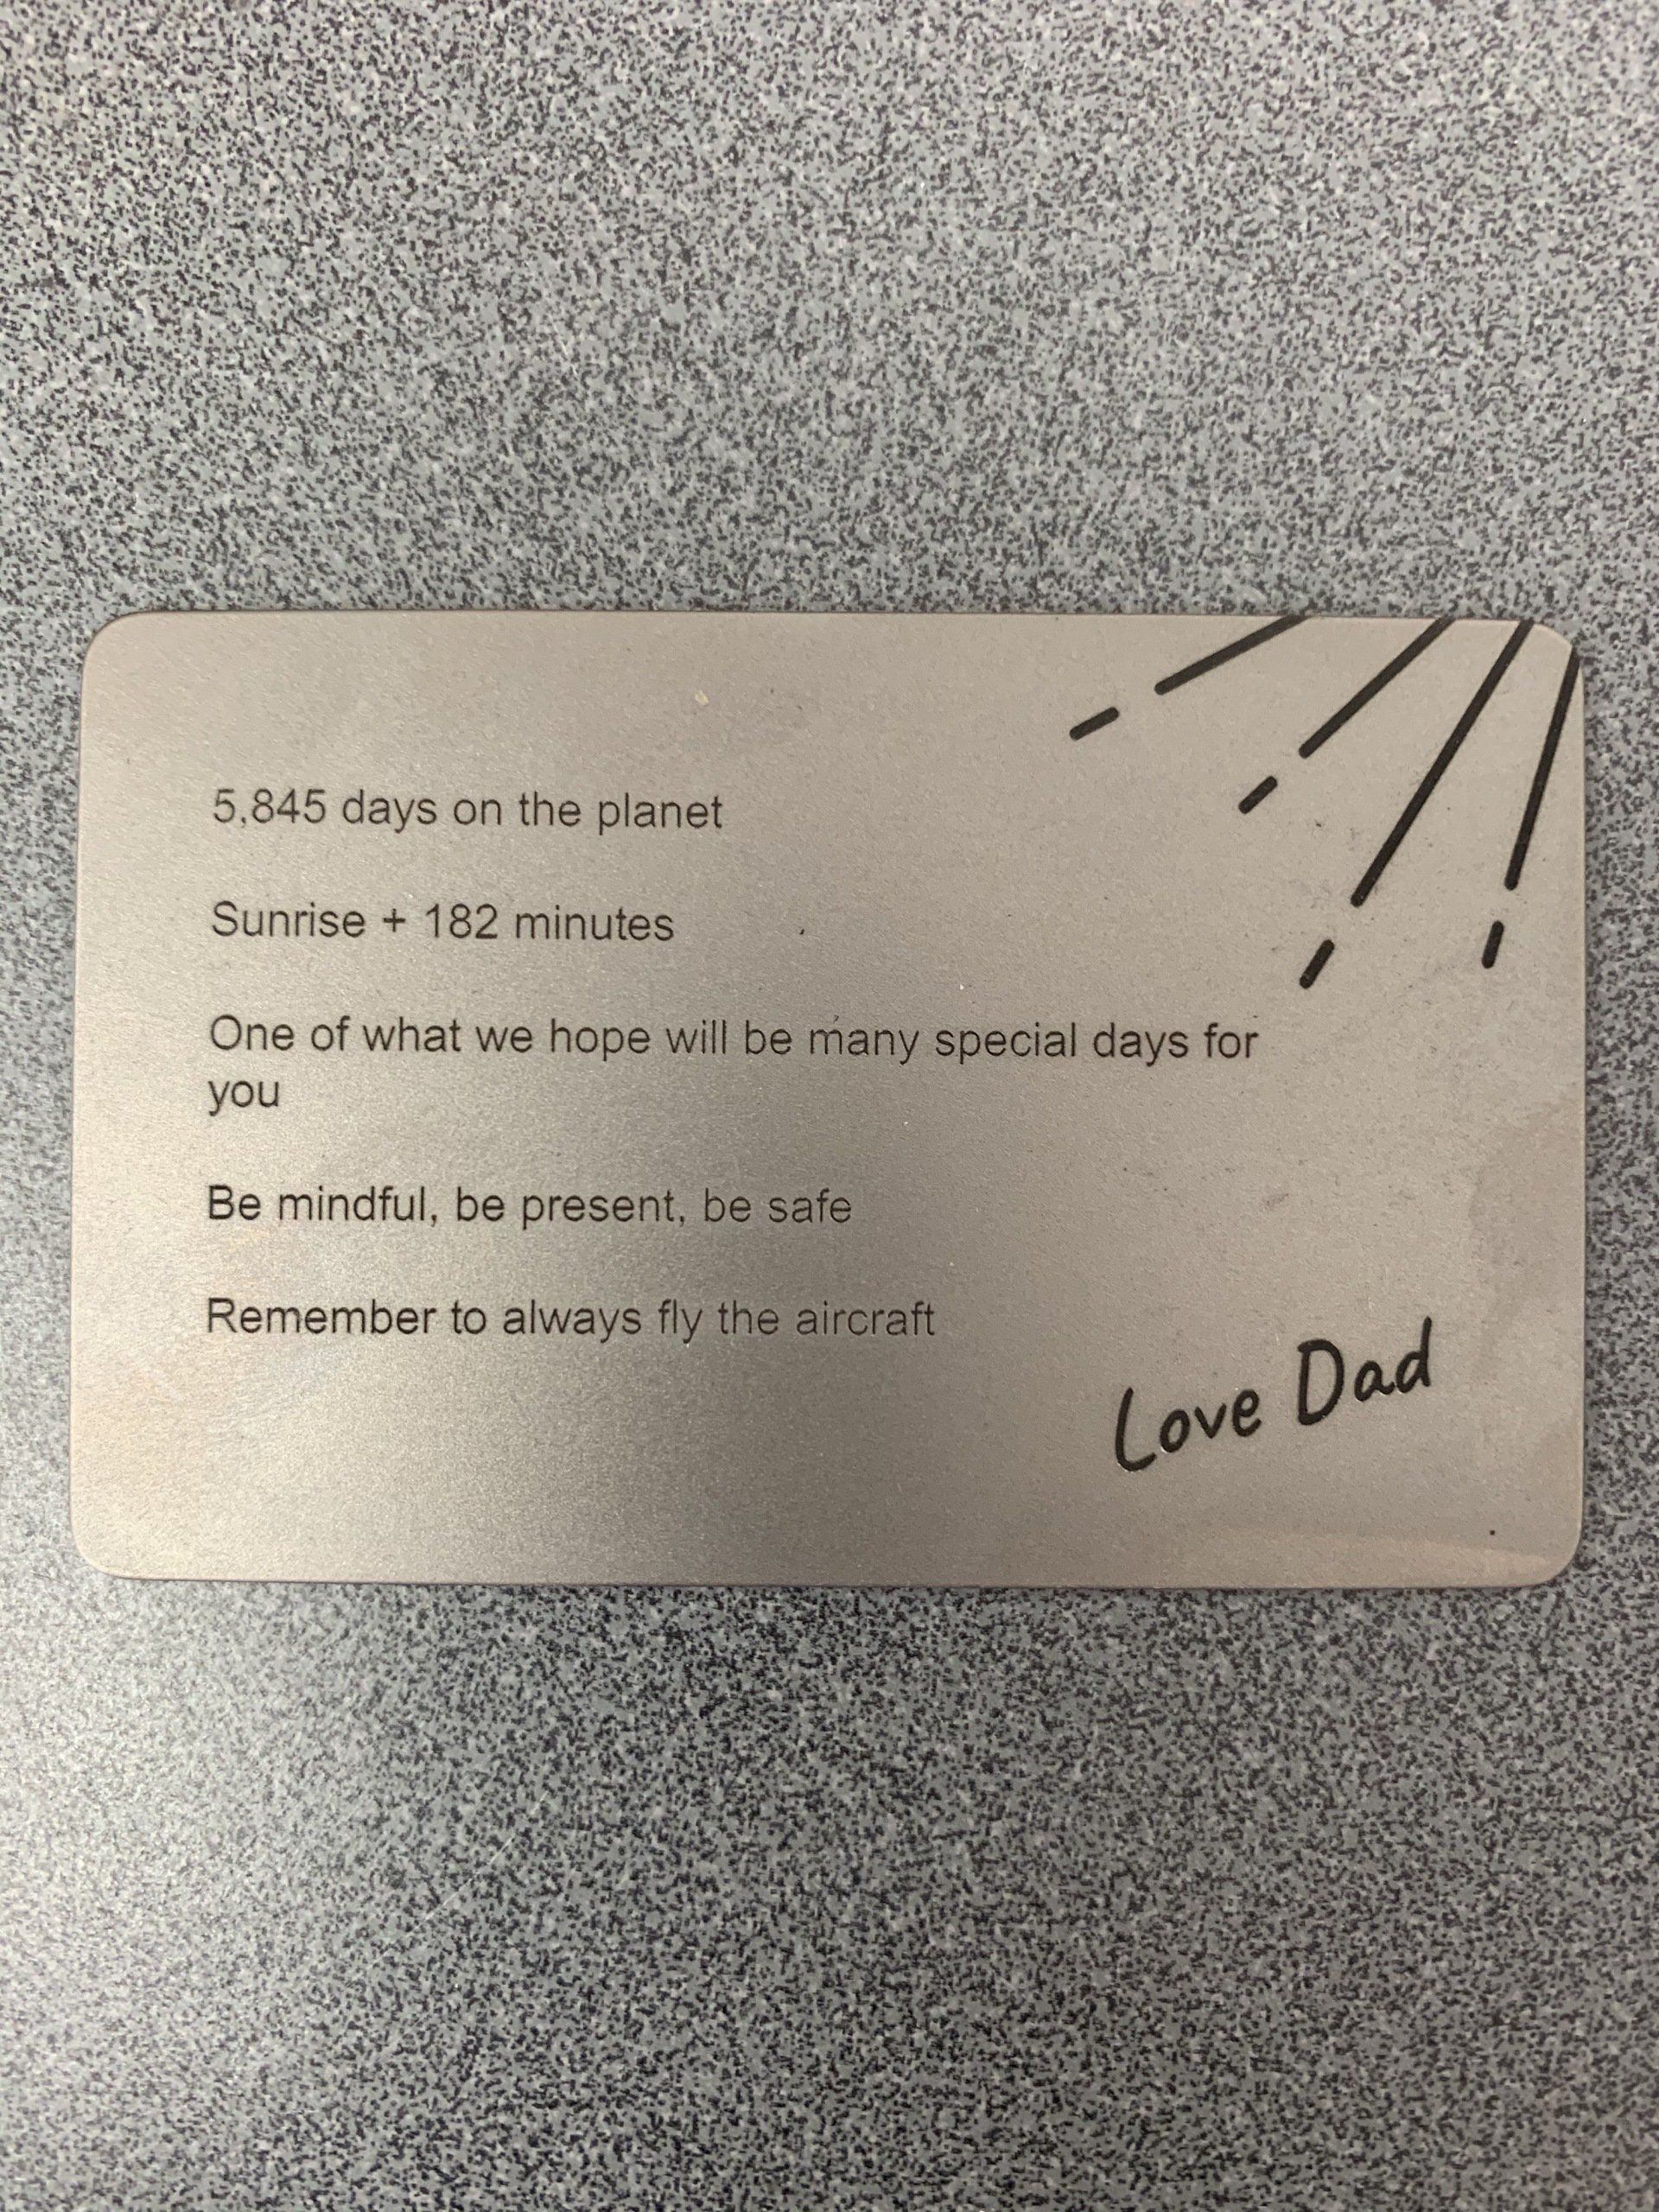 5,845 days on the planet
Sunrise + 182 minutes
One of what we hope will be many special days for
you
Be mindful, be present, be safe
Remember to always fly the aircraft
Love Dad